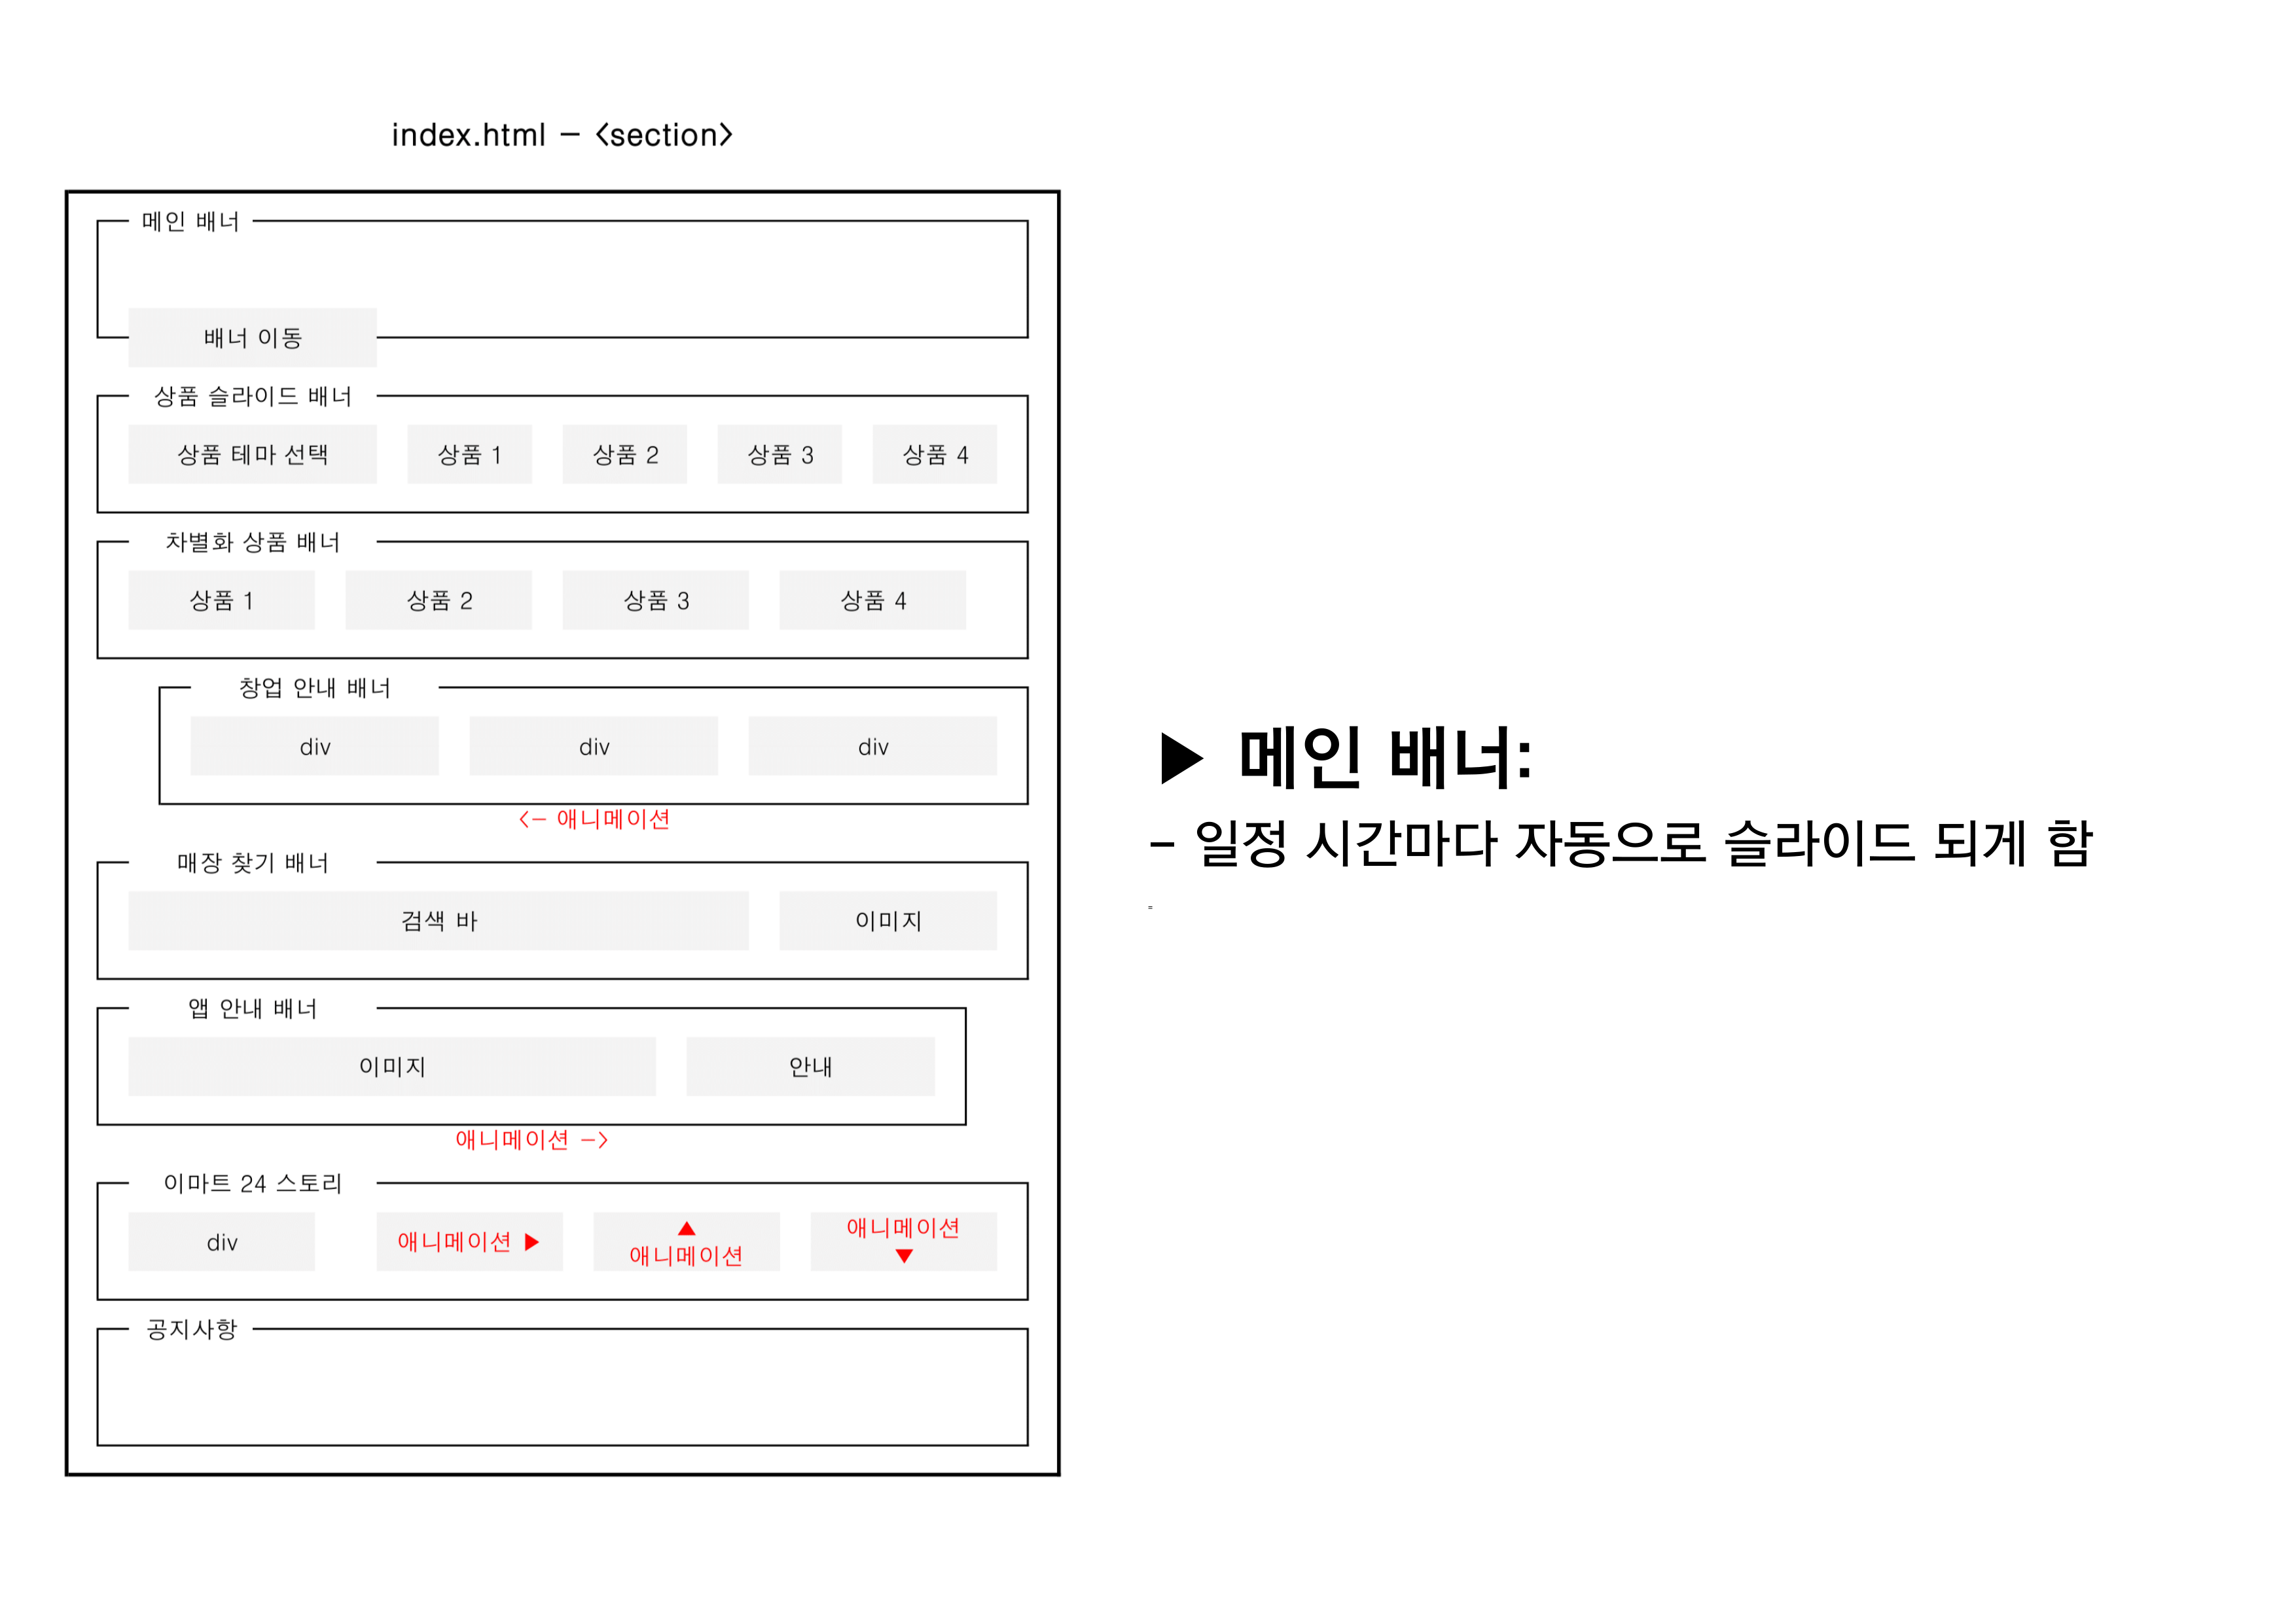 index.html - <section>
메인 배너
배너 이동
상품 슬라이드 배너
상품 테마 선택 상품 1 상품 2 상품 3 상품 4
차별화 상품 배너
상품 1 상품 2 상품 3 상품 4
창업 안내 배너
div div div
<- 애니메이션
매장 찾기 배너
검색 바 이미지
앱 안내 배너
이미지 안내
애니메이션 ->
이마트 24 스토리
div 애니메이션 ▶ ▲ 애니메이션 애니메이션 ▼
공지사항
▶ 메인 배너:
- 일정 시간마다 자동으로 슬라이드 되게 함
=